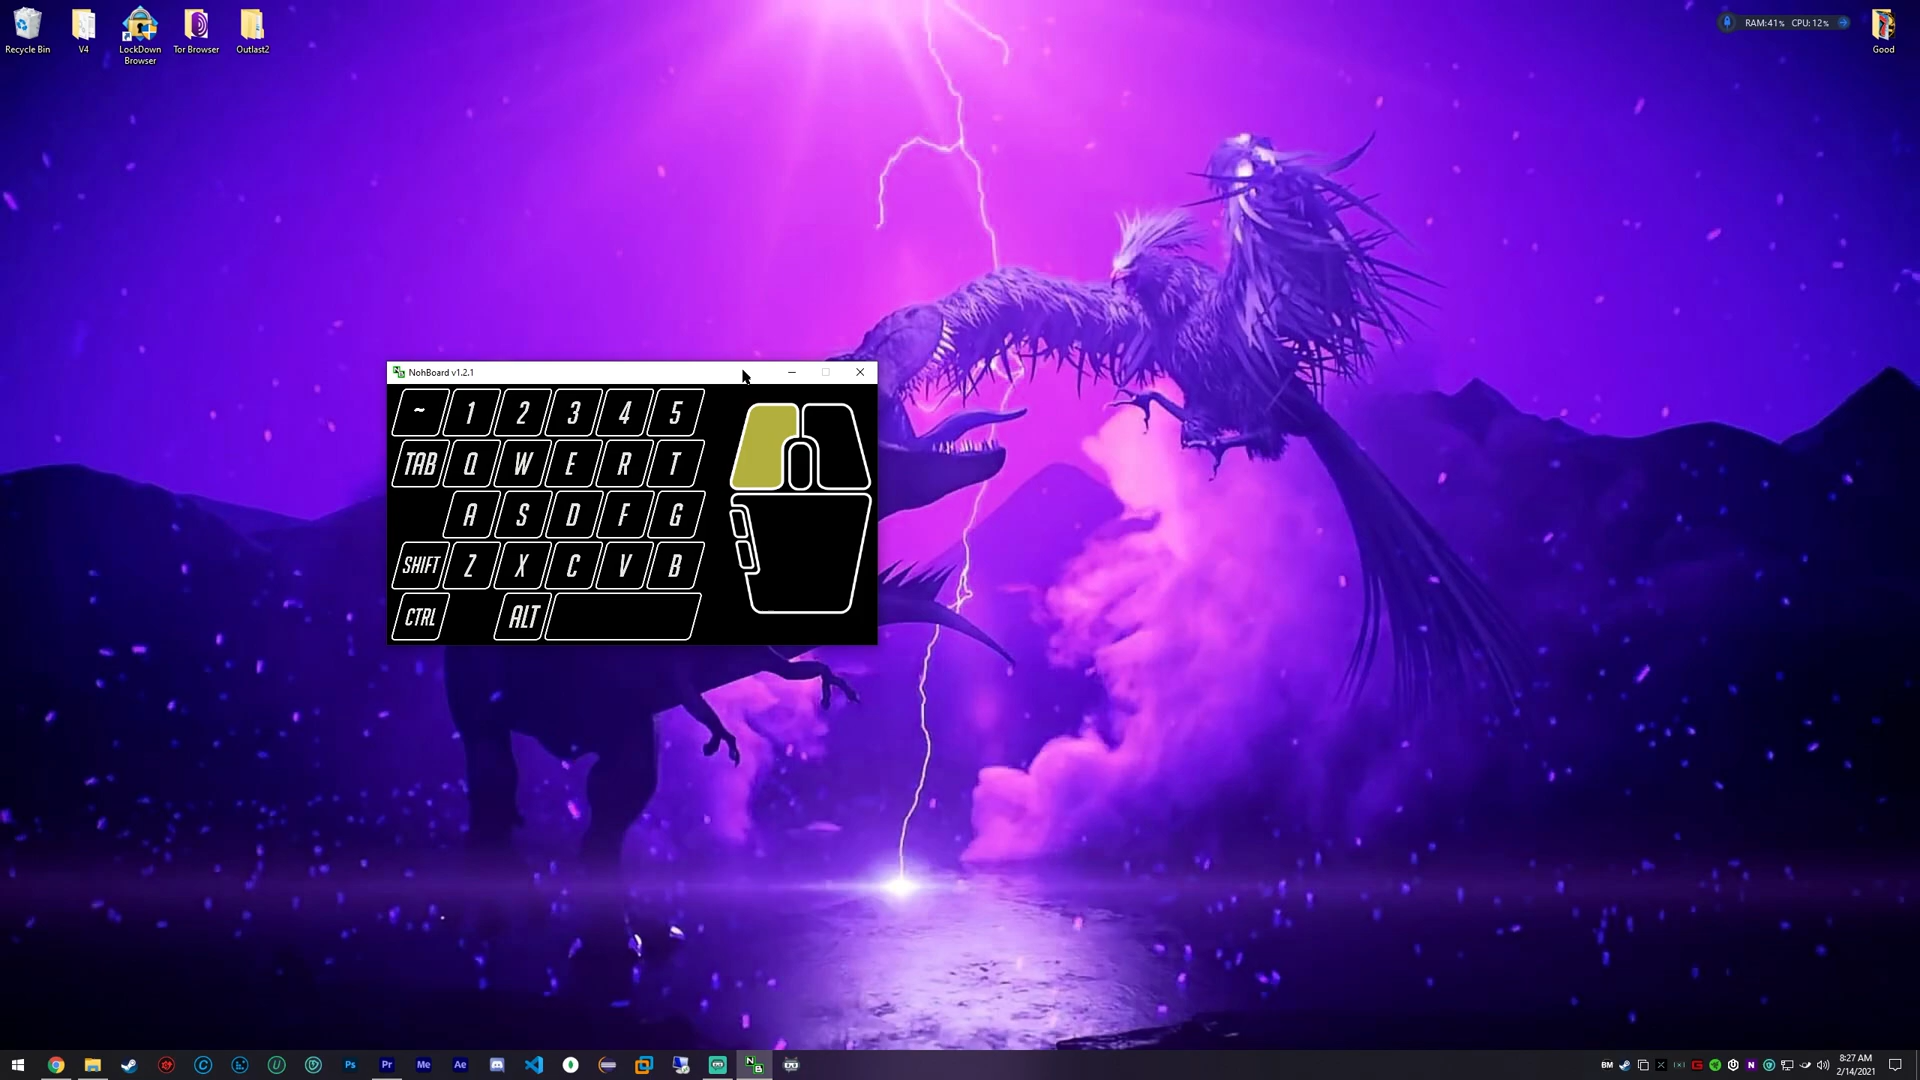 Recycle Bin
V4
LockDown
Browser
Tor Browser
Outlast2
RAM:41% CPU:12%
Good
NohBoard v1.2.1
~ 1 2 3 4 5
TAB Q W E R T
A S D F G
SHIFT Z X C V B
CTRL ALT
Ps Pr Me Ae
BM
8:27 AM
2/14/2021